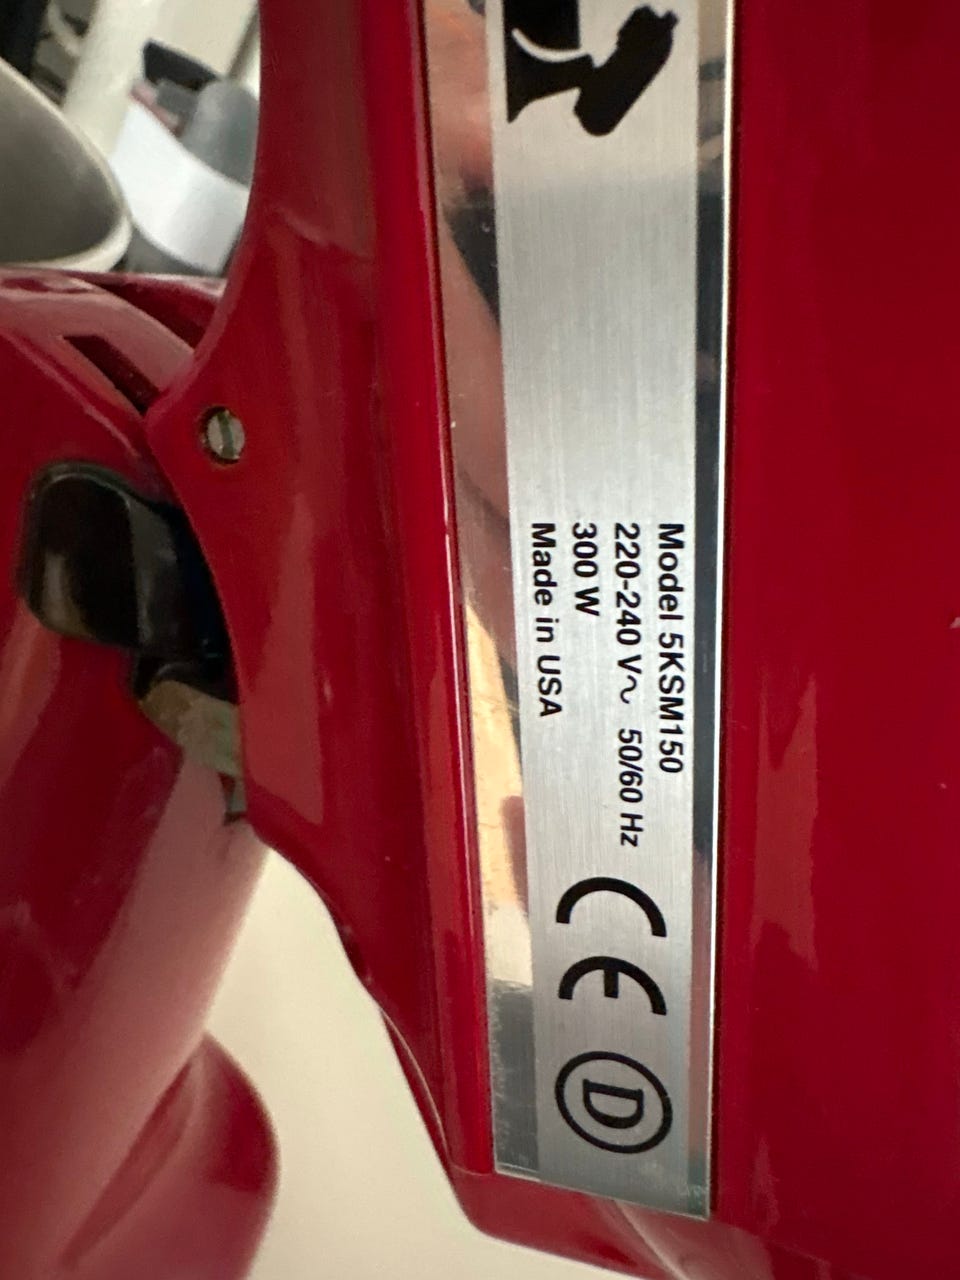 Model 5KSM150
220-240 V~ 50/60 Hz
300 W
Made in USA
CE
D